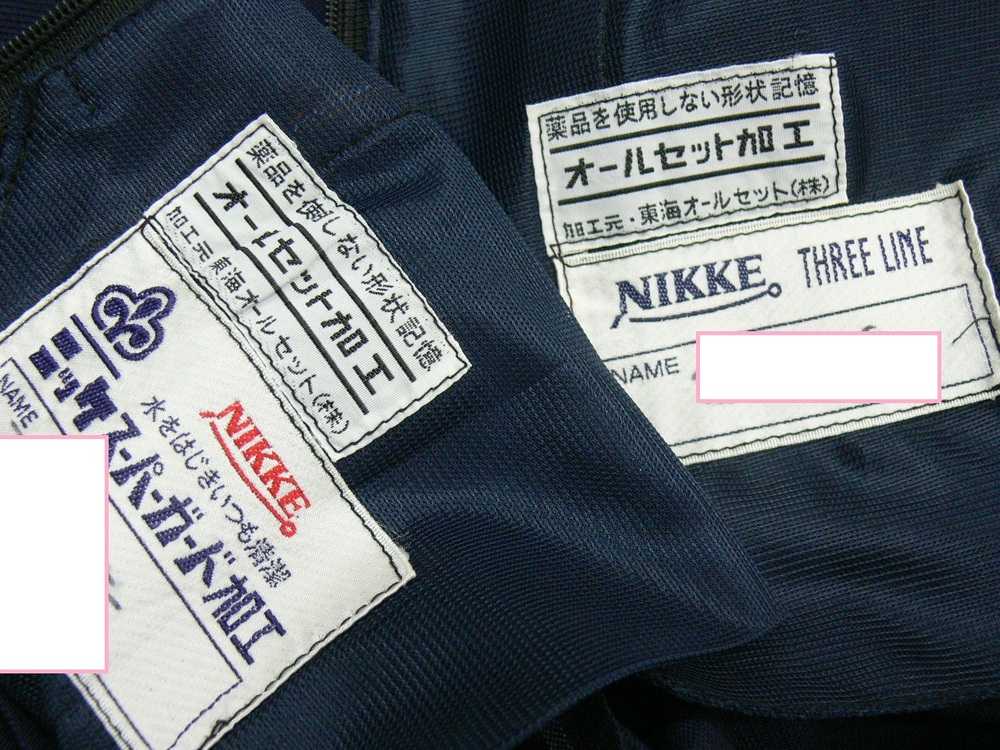 薬品を使用しない形状記憶
オールセット加工
加工元・東海オールセット(株)
NIKKE THREE LINE
NAME
薬品を使用しない形状記憶
オールセット加工
加工元・東海オールセット(株)
NIKKE
水をはじきいつも清潔
ニッケスーパーガード加工
NAME